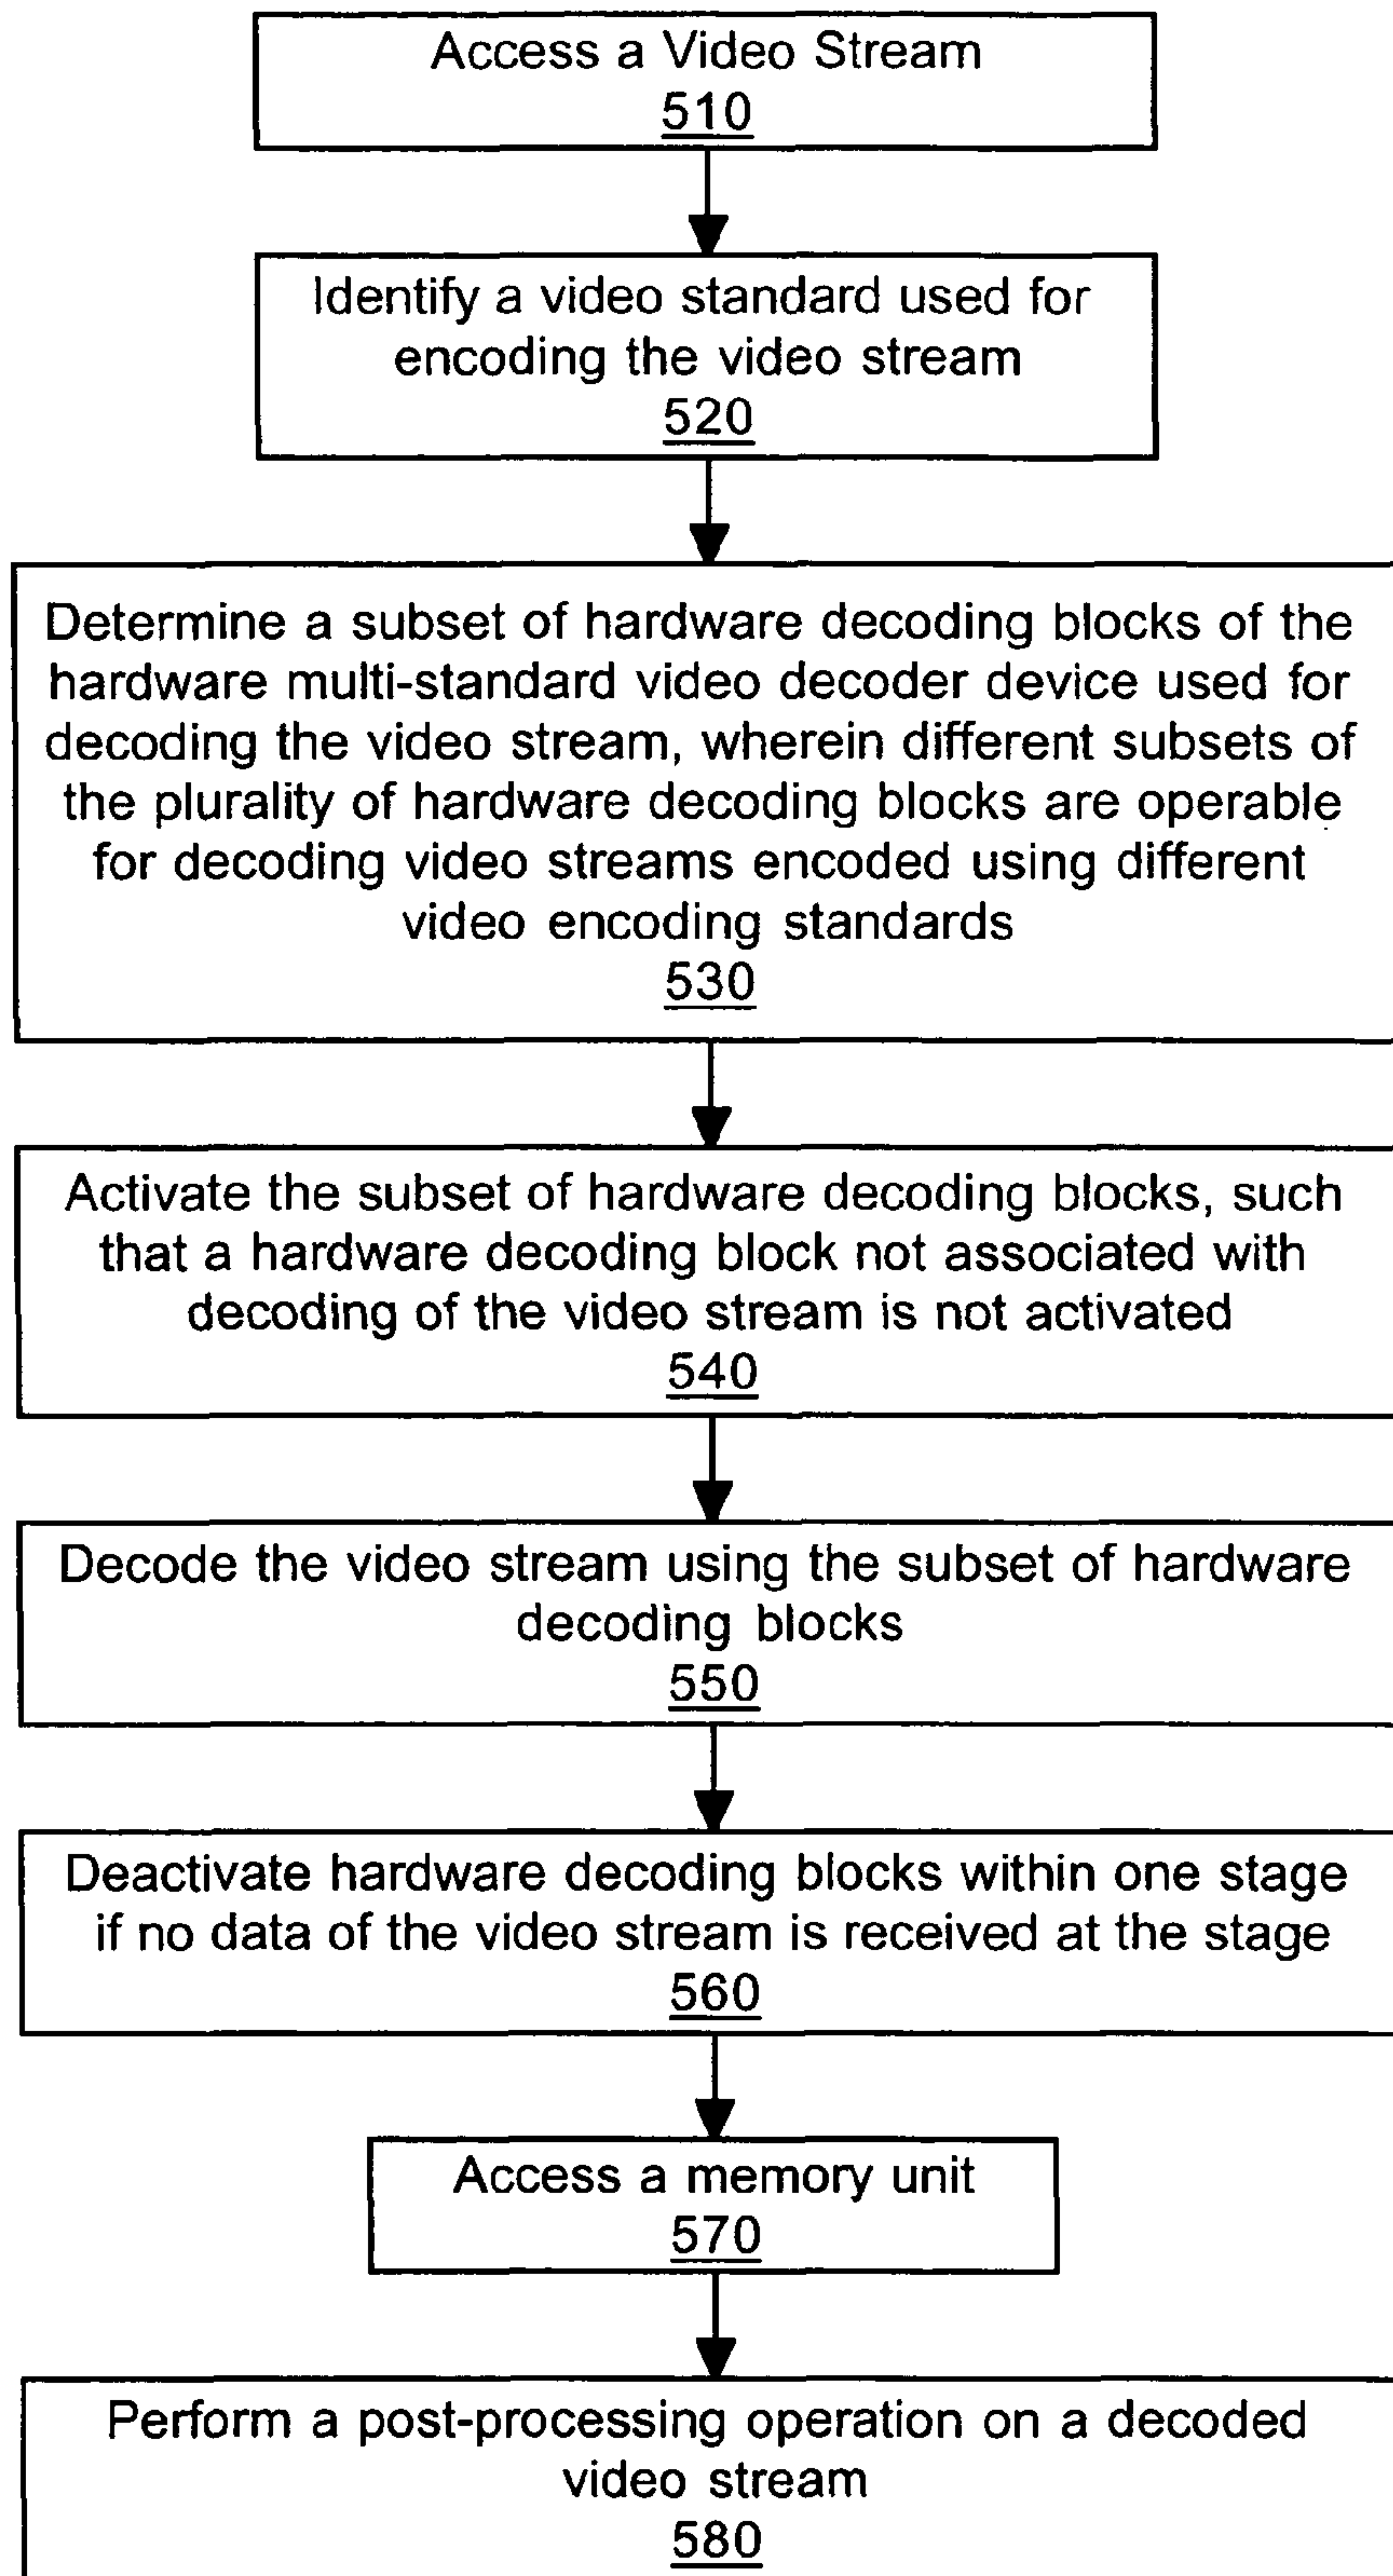 Access a Video Stream
510
Identify a video standard used for
encoding the video stream
520
Determine a subset of hardware decoding blocks of the
hardware multi-standard video decoder device used for
decoding the video stream, wherein different subsets of
the plurality of hardware decoding blocks are operable
for decoding video streams encoded using different
video encoding standards
530
Activate the subset of hardware decoding blocks, such
that a hardware decoding block not associated with
decoding of the video stream is not activated
540
Decode the video stream using the subset of hardware
decoding blocks
550
Deactivate hardware decoding blocks within one stage
if no data of the video stream is received at the stage
560
Access a memory unit
570
Perform a post-processing operation on a decoded
video stream
580